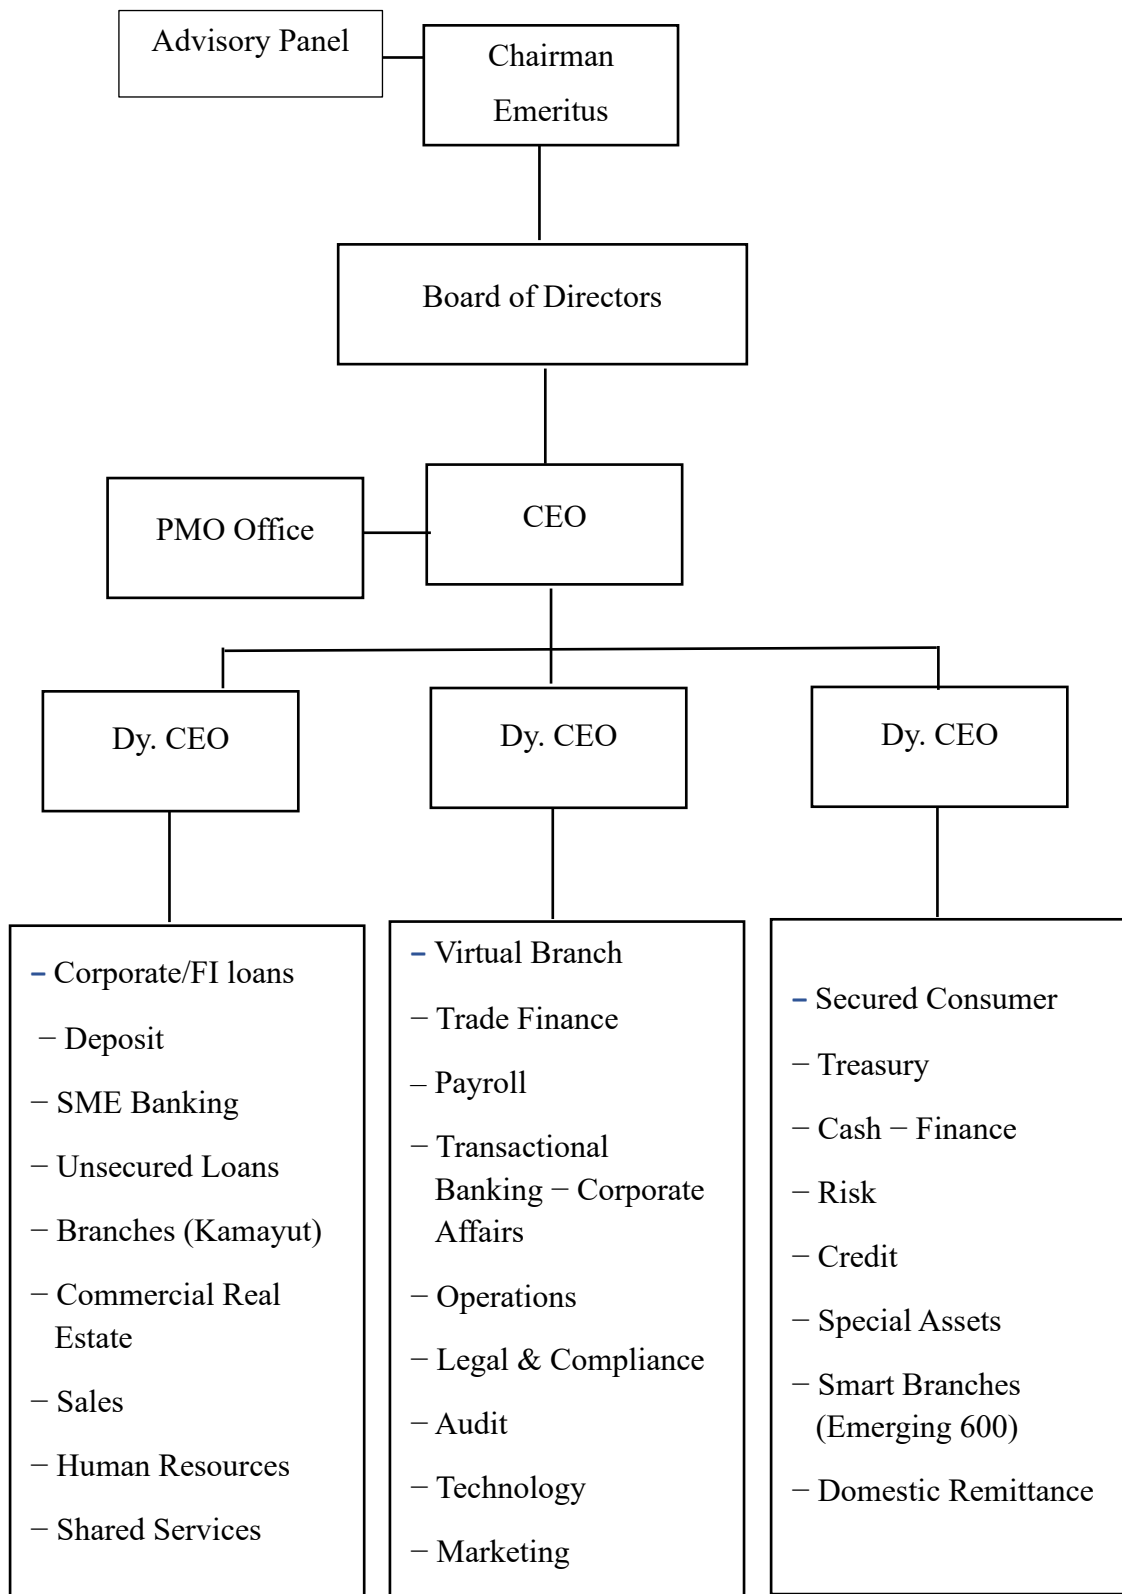 Advisory Panel
Chairman
Emeritus
Board of Directors
PMO Office
CEO
Dy. CEO
Dy. CEO
Dy. CEO
– Corporate/FI loans
− Deposit
− SME Banking
− Unsecured Loans
− Branches (Kamayut)
− Commercial Real
Estate
− Sales
− Human Resources
− Shared Services
– Virtual Branch
− Trade Finance
– Payroll
− Transactional
Banking − Corporate
Affairs
− Operations
− Legal & Compliance
− Audit
− Technology
− Marketing
– Secured Consumer
− Treasury
− Cash − Finance
− Risk
− Credit
− Special Assets
− Smart Branches
(Emerging 600)
− Domestic Remittance